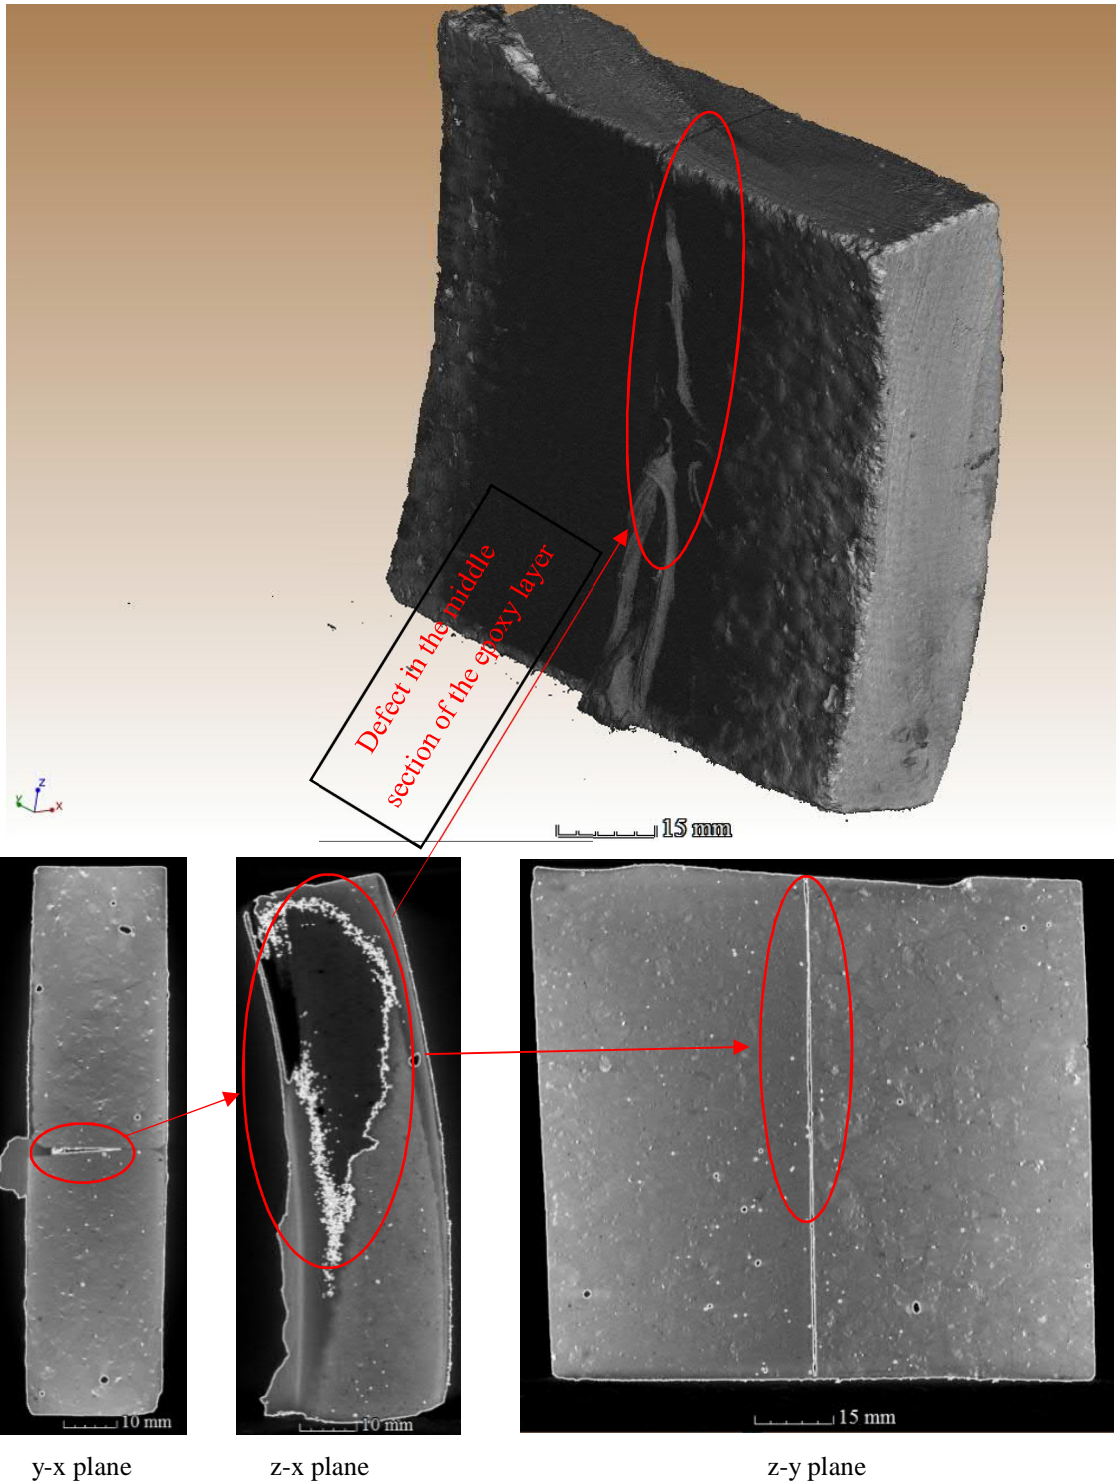 Defect in the middle
section of the epoxy layer
z
y
x
15 mm
10 mm
10 mm
15 mm
y-x plane
z-x plane
z-y plane